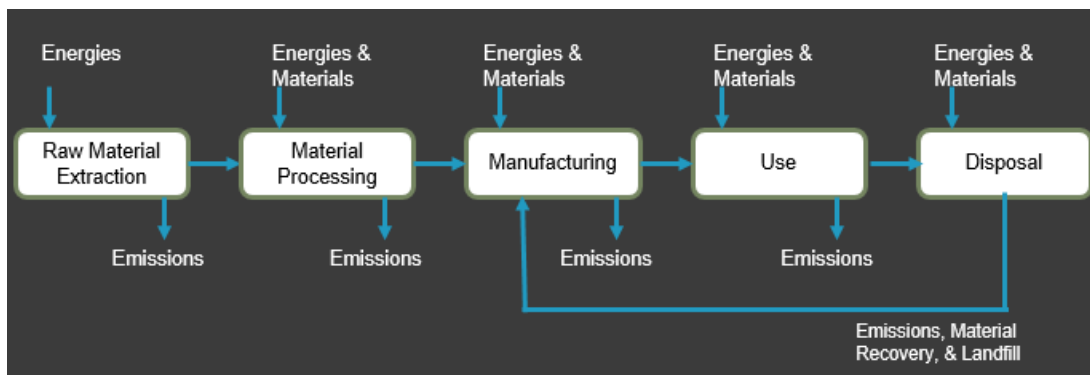 Energies
Energies &
Materials
Energies &
Materials
Energies &
Materials
Energies &
Materials
Raw Material
Extraction
Material
Processing
Manufacturing
Use
Disposal
Emissions
Emissions
Emissions
Emissions
Emissions, Material
Recovery, & Landfill